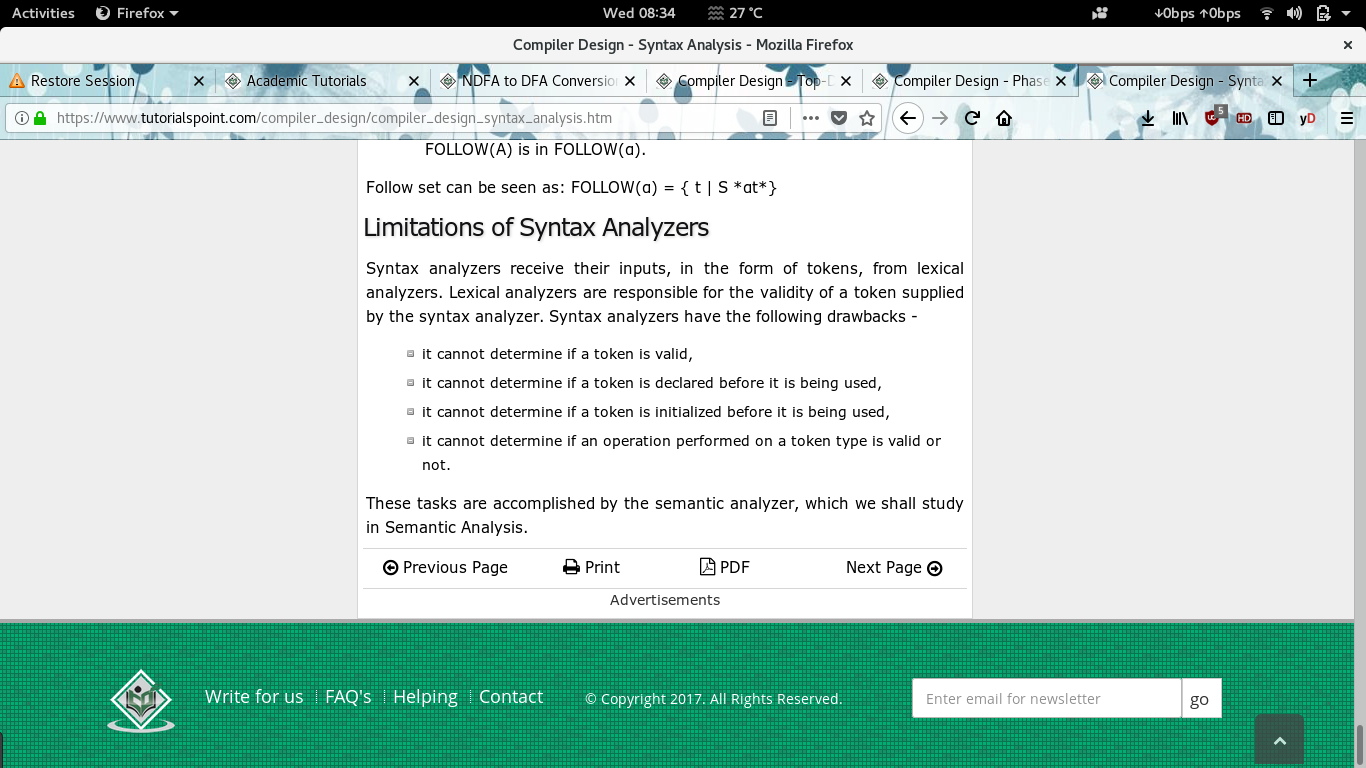 Activities Firefox Wed 08:34 27 °C ↓0bps ↑0bps
Compiler Design - Syntax Analysis - Mozilla Firefox
Restore Session Academic Tutorials NDFA to DFA Conversion Compiler Design - Top-D Compiler Design - Phase Compiler Design - Synta
https://www.tutorialspoint.com/compiler_design/compiler_design_syntax_analysis.htm 5 HD yD
FOLLOW(A) is in FOLLOW(α).
Follow set can be seen as: FOLLOW(α) = { t | S *αt*}
Limitations of Syntax Analyzers
Syntax analyzers receive their inputs, in the form of tokens, from lexical
analyzers. Lexical analyzers are responsible for the validity of a token supplied
by the syntax analyzer. Syntax analyzers have the following drawbacks -
it cannot determine if a token is valid,
it cannot determine if a token is declared before it is being used,
it cannot determine if a token is initialized before it is being used,
it cannot determine if an operation performed on a token type is valid or
not.
These tasks are accomplished by the semantic analyzer, which we shall study
in Semantic Analysis.
Previous Page Print PDF Next Page
Advertisements
Write for us FAQ's Helping Contact © Copyright 2017. All Rights Reserved. Enter email for newsletter go